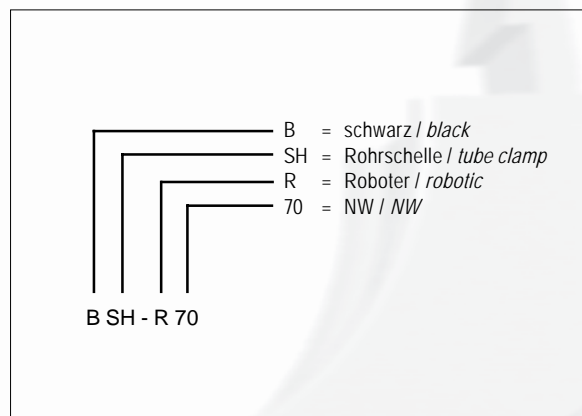 B = schwarz / black
SH = Rohrschelle / tube clamp
R = Roboter / robotic
70 = NW / NW
B SH - R 70